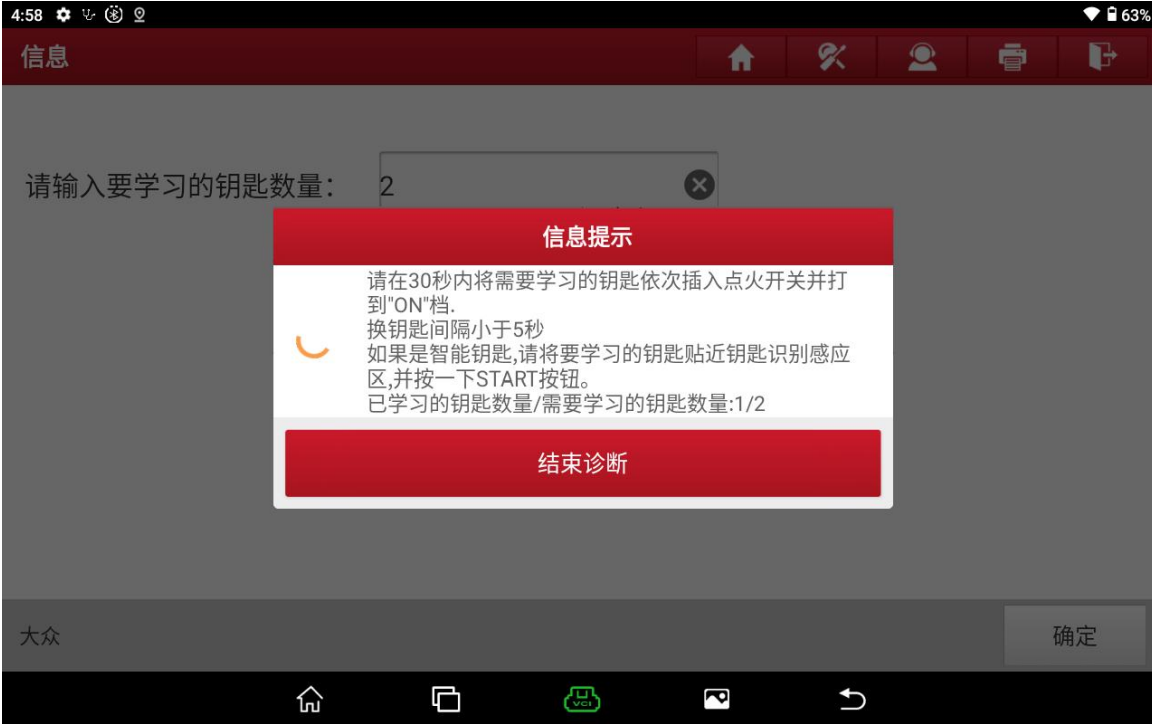 4:58
63%
信息
请输入要学习的钥匙数量：
2
信息提示
请在30秒内将需要学习的钥匙依次插入点火开关并打
到"ON"档.
换钥匙间隔小于5秒
如果是智能钥匙,请将要学习的钥匙贴近钥匙识别感应
区,并按一下START按钮。
已学习的钥匙数量/需要学习的钥匙数量:1/2
结束诊断
大众
确定
VCI